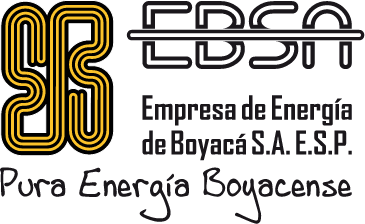 EBSA
Empresa de Energía
de Boyacá S.A. E.S.P.
Pura Energía Boyacense